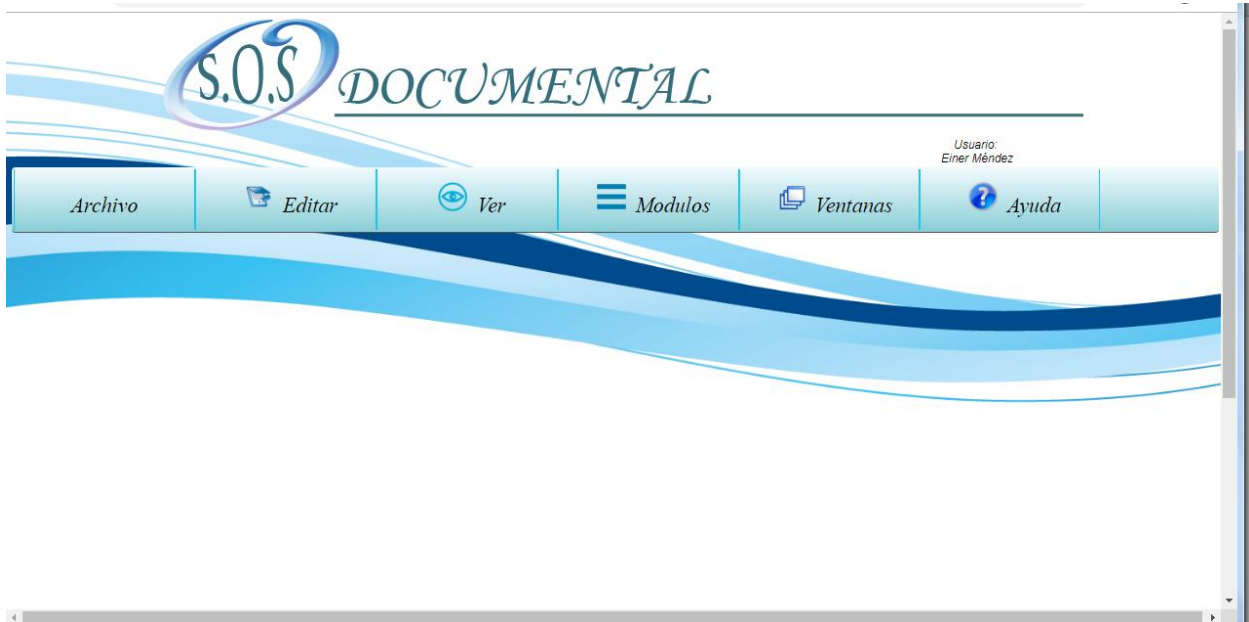 S.O.S DOCUMENTAL
Usuario:
Einer Méndez
Archivo Editar Ver Modulos Ventanas Ayuda